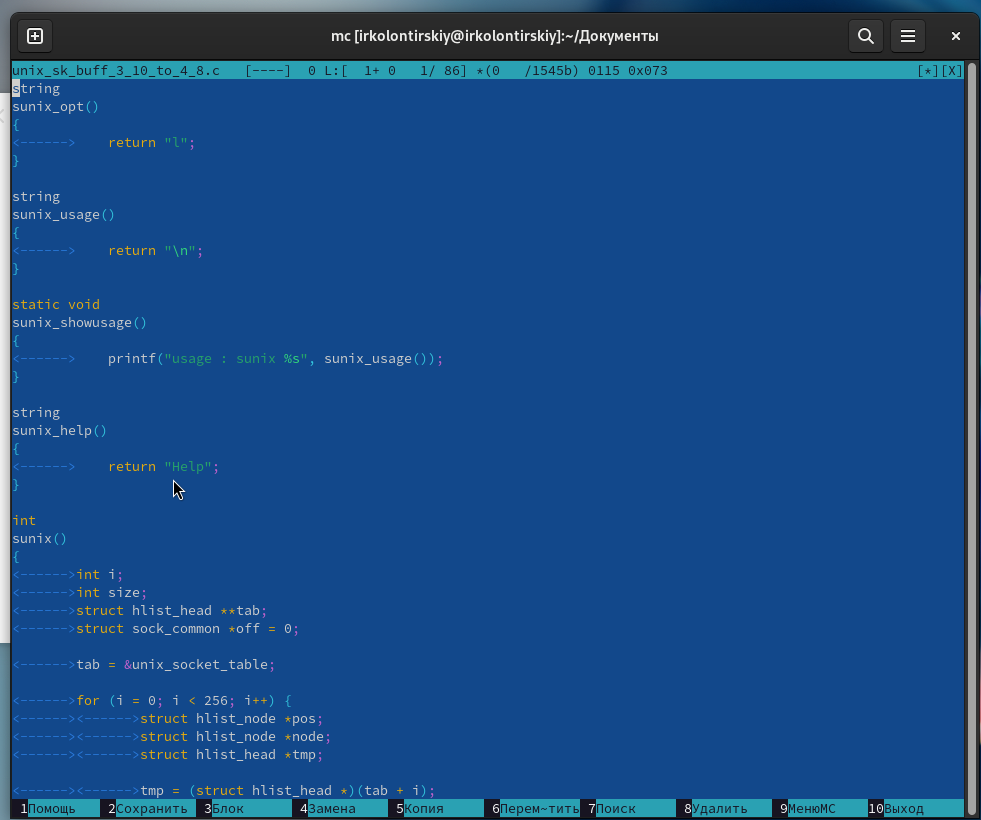 mc [irkolontirskiy@irkolontirskiy]:~/Документы
unix_sk_buff_3_10_to_4_8.c   [----]  0 L:[  1+ 0   1/ 86] *(0   /1545b) 0115 0x073                               [*][X]
string
sunix_opt()
{
<------>    return "l";
}

string
sunix_usage()
{
<------>    return "\n";
}

static void
sunix_showusage()
{
<------>    printf("usage : sunix %s", sunix_usage());
}

string
sunix_help()
{
<------>    return "Help";
}

int
sunix()
{
<------>int i;
<------>int size;
<------>struct hlist_head **tab;
<------>struct sock_common *off = 0;

<------>tab = &unix_socket_table;

<------>for (i = 0; i < 256; i++) {
<------><------>struct hlist_node *pos;
<------><------>struct hlist_node *node;
<------><------>struct hlist_head *tmp;

<------><------>tmp = (struct hlist_head *)(tab + i);
1Помощь 2Сохранить 3Блок 4Замена 5Копия 6Перем~тить 7Поиск 8Удалить 9МенюMC 10Выход